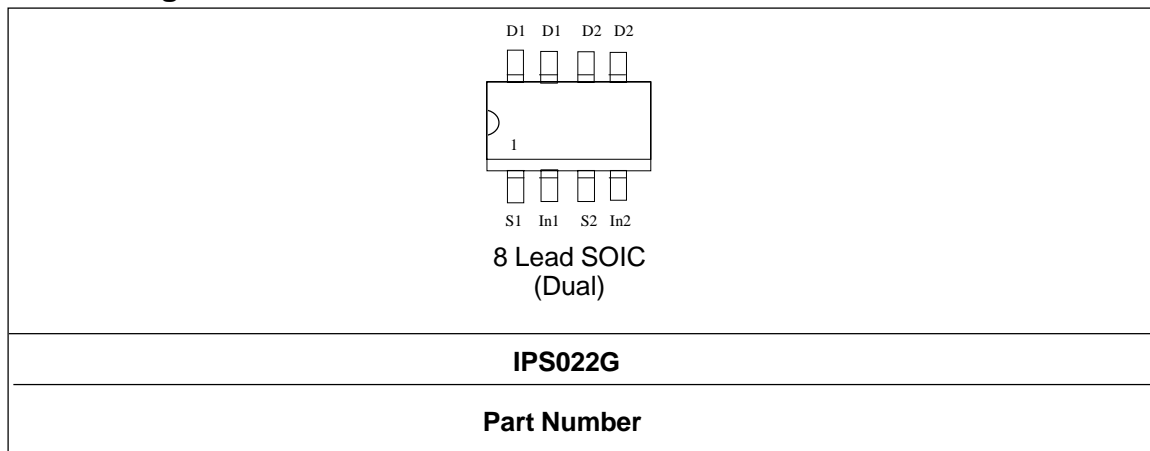 D1 D1 D2 D2
1
S1 In1 S2 In2
8 Lead SOIC
(Dual)
IPS022G
Part Number